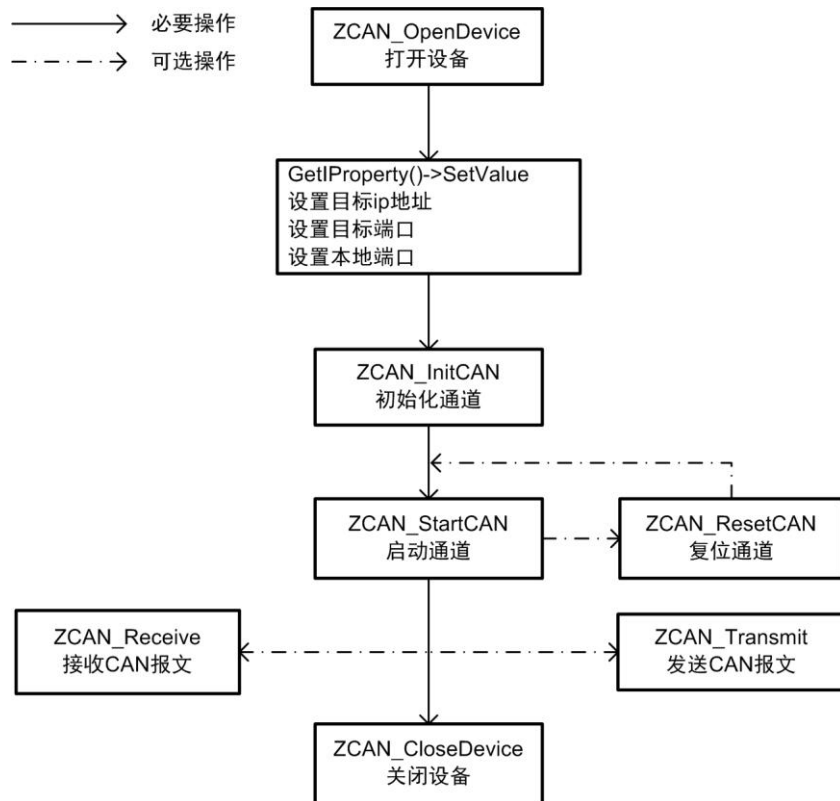 必要操作
可选操作
ZCAN_OpenDevice
打开设备
GetIProperty()->SetValue
设置目标ip地址
设置目标端口
设置本地端口
ZCAN_InitCAN
初始化通道
ZCAN_StartCAN
启动通道
ZCAN_ResetCAN
复位通道
ZCAN_Receive
接收CAN报文
ZCAN_Transmit
发送CAN报文
ZCAN_CloseDevice
关闭设备